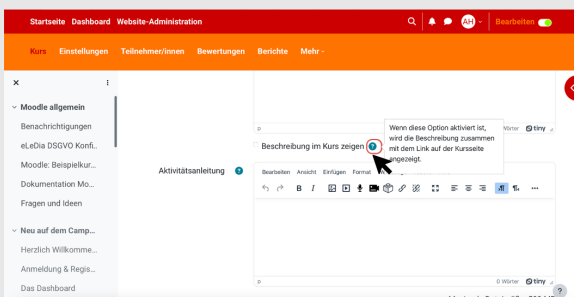 Startseite Dashboard Website-Administration
AH
Bearbeiten
Kurs Einstellungen Teilnehmer/innen Bewertungen Berichte Mehr
Moodle allgemein
Benachrichtigungen
eLeDia DSGVO Konfi...
Moodle: Beispielkur...
Dokumentation Mo...
Fragen und Ideen
Neu auf dem Camp...
Herzlich Willkomme...
Anmeldung & Regis...
Das Dashboard
p
Wörter tiny
Beschreibung im Kurs zeigen ?
Wenn diese Option aktiviert ist,
wird die Beschreibung zusammen
mit dem Link auf der Kursseite
angezeigt.
Aktivitätsanleitung ?
Bearbeiten Ansicht Einfügen Format
B I
p
0 Wörter tiny
?